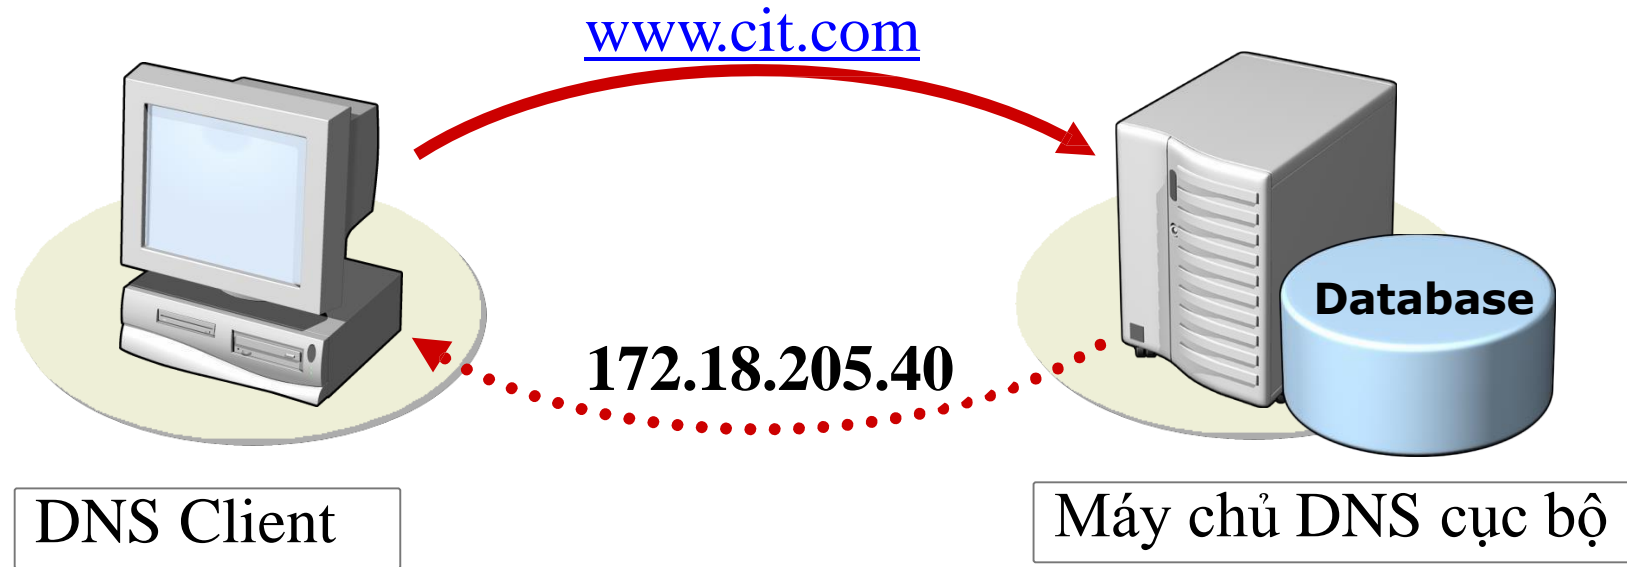 www.cit.com
Database
172.18.205.40
DNS Client
Máy chủ DNS cục bộ